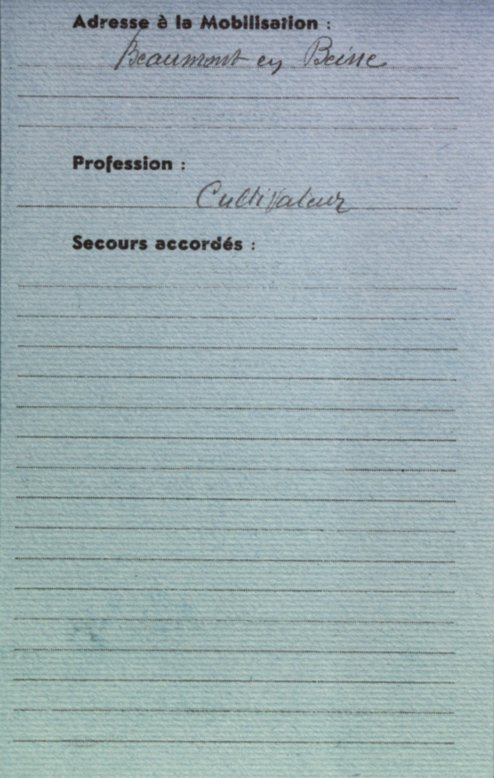 Adresse à la Mobilisation :
Beaumont en Beine
Profession :
Cultivateur
Secours accordés :